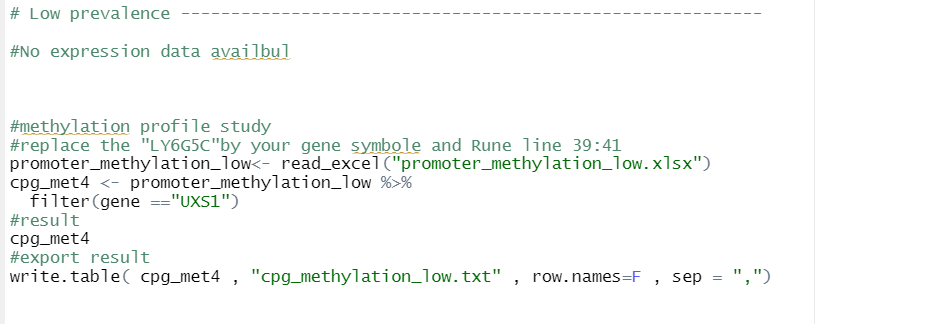 # Low prevalence ----------------------------------------------------------
#No expression data availbul
#methylation profile study
#replace the "LY6G5C"by your gene symbole and Rune line 39:41
promoter_methylation_low<- read_excel("promoter_methylation_low.xlsx")
cpg_met4 <- promoter_methylation_low %>%
  filter(gene =="UXS1")
#result
cpg_met4
#export result
write.table( cpg_met4 , "cpg_methylation_low.txt" , row.names=F , sep = ",")